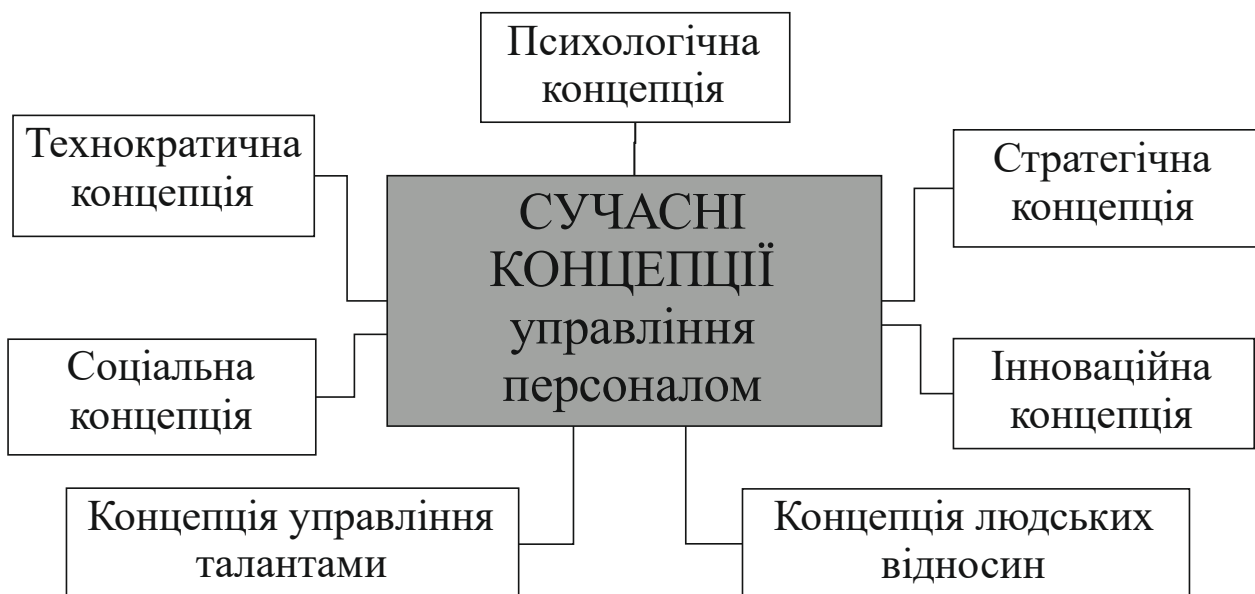 Психологічна
концепція
Технократична
концепція
Стратегічна
концепція
СУЧАСНІ
КОНЦЕПЦІЇ
управління
персоналом
Соціальна
концепція
Інноваційна
концепція
Концепція управління
талантами
Концепція людських
відносин